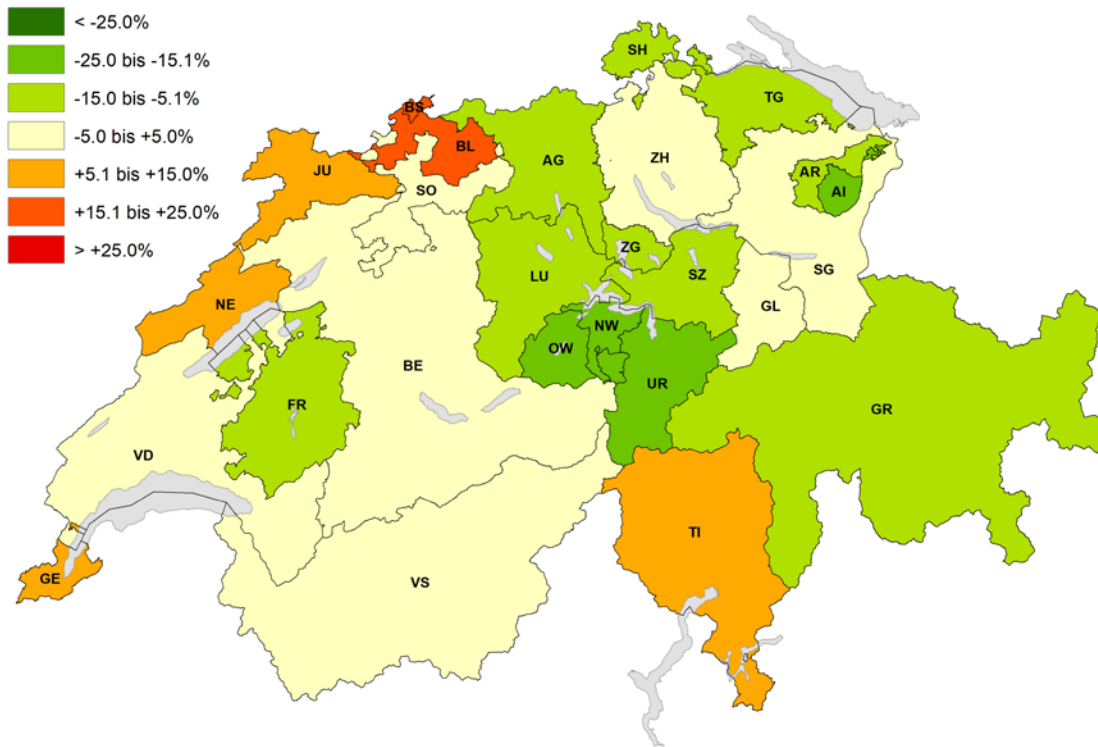 < -25.0%
-25.0 bis -15.1%
-15.0 bis -5.1%
-5.0 bis +5.0%
+5.1 bis +15.0%
+15.1 bis +25.0%
> +25.0%
SH
BS
TG
BL
AG
ZH
JU
SO
AR
AI
ZG
LU
SZ
SG
NE
GL
NW
OW
BE
UR
FR
GR
VD
TI
GE
VS